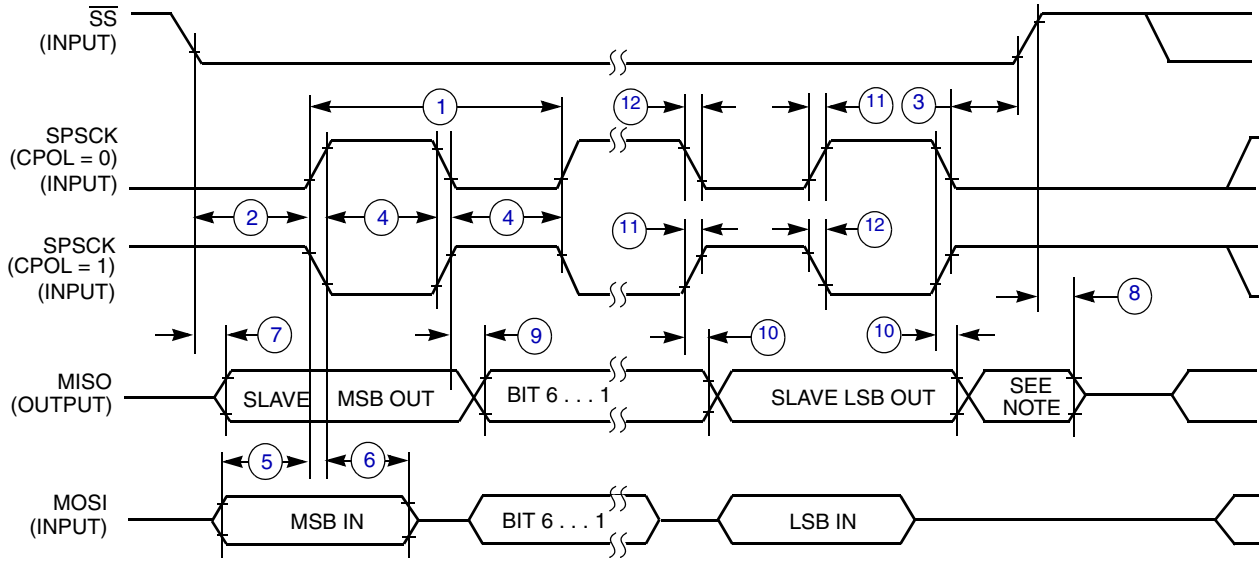 SS
(INPUT)
1
12
11
3
SPSCK
(CPOL = 0)
(INPUT)
2
4
4
SPSCK
(CPOL = 1)
(INPUT)
11
12
8
7
9
10
10
MISO
(OUTPUT)
SLAVE MSB OUT
BIT 6 . . . 1
SLAVE LSB OUT
SEE
NOTE
5
6
MOSI
(INPUT)
MSB IN
BIT 6 . . . 1
LSB IN